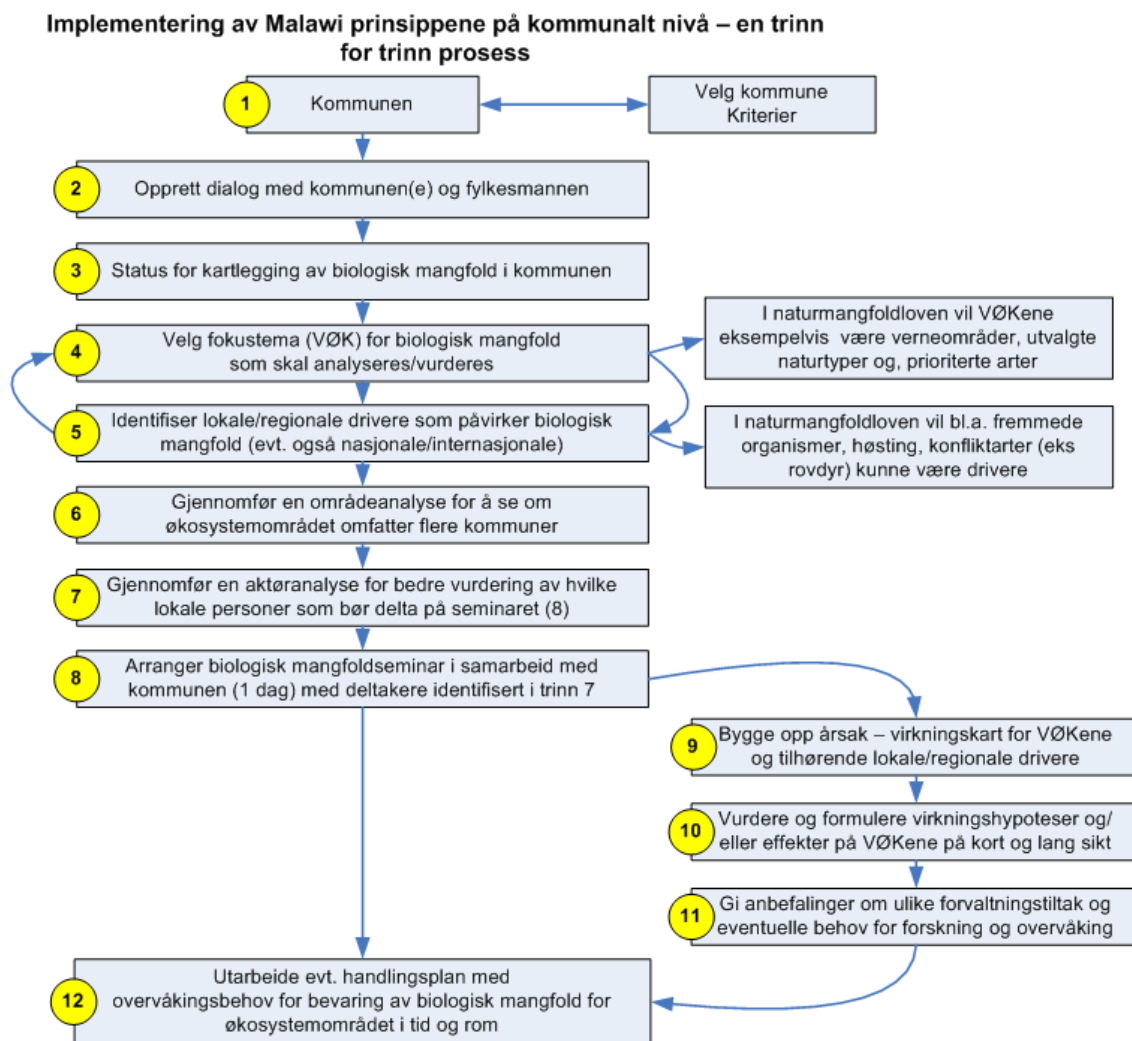 Implementering av Malawi prinsippene på kommunalt nivå – en trinn
for trinn prosess
1
Kommunen
Velg kommune
Kriterier
2
Opprett dialog med kommunen(e) og fylkesmannen
3
Status for kartlegging av biologisk mangfold i kommunen
4
Velg fokustema (VØK) for biologisk mangfold
som skal analyseres/vurderes
I naturmangfoldloven vil VØKene
eksempelvis være verneområder, utvalgte
naturtyper og, prioriterte arter
5
Identifiser lokale/regionale drivere som påvirker biologisk
mangfold (evt. også nasjonale/internasjonale)
I naturmangfoldloven vil bl.a. fremmede
organismer, høsting, konfliktarter (eks
rovdyr) kunne være drivere
6
Gjennomfør en områdeanalyse for å se om
økosystemområdet omfatter flere kommuner
7
Gjennomfør en aktøranalyse for bedre vurdering av hvilke
lokale personer som bør delta på seminaret (8)
8
Arranger biologisk mangfoldseminar i samarbeid med
kommunen (1 dag) med deltakere identifisert i trinn 7
9
Bygge opp årsak – virkningskart for VØKene
og tilhørende lokale/regionale drivere
10
Vurdere og formulere virkningshypoteser og/
eller effekter på VØKene på kort og lang sikt
11
Gi anbefalinger om ulike forvaltningstiltak og
eventuelle behov for forskning og overvåking
12
Utarbeide evt. handlingsplan med
overvåkingsbehov for bevaring av biologisk mangfold for
økosystemområdet i tid og rom